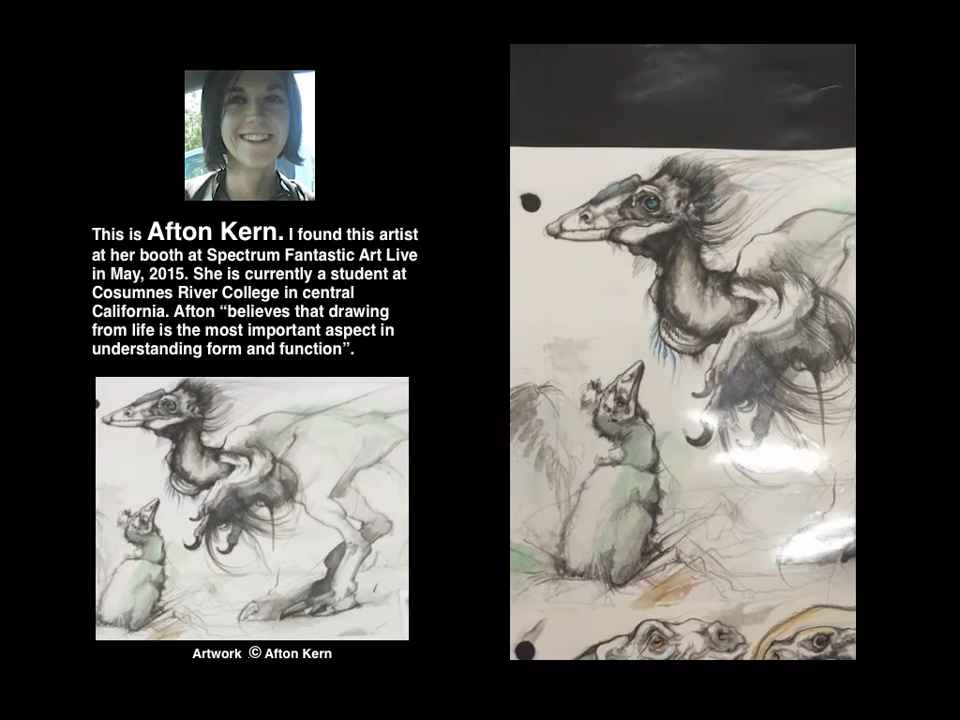 This is Afton Kern. I found this artist
at her booth at Spectrum Fantastic Art Live
in May, 2015. She is currently a student at
Cosumnes River College in central
California. Afton “believes that drawing
from life is the most important aspect in
understanding form and function”.
Artwork © Afton Kern